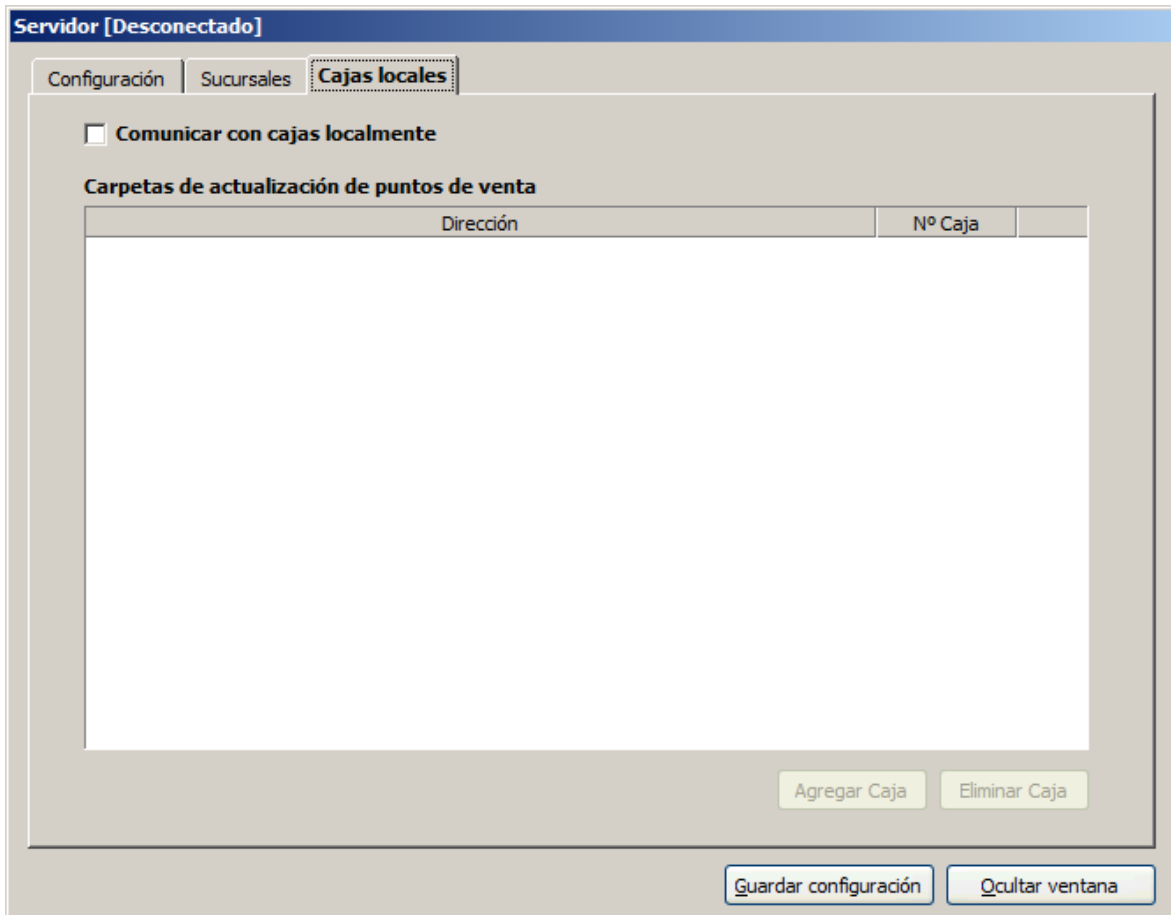 Servidor [Desconectado]
Configuración Sucursales Cajas locales
Comunicar con cajas localmente
Carpetas de actualización de puntos de venta
Dirección Nº Caja
Agregar Caja Eliminar Caja
Guardar configuración Ocultar ventana